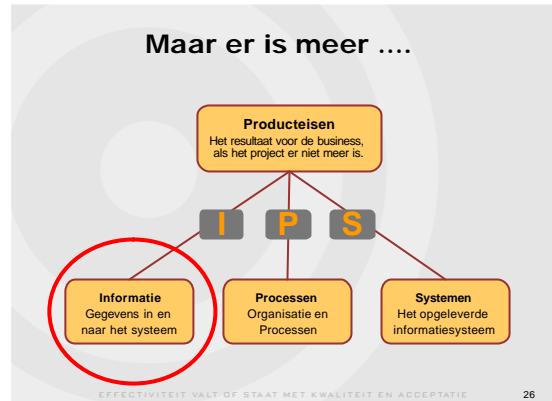 Maar er is meer ....
Producteisen
Het resultaat voor de business,
als het project er niet meer is.
I P S
Informatie
Gegevens in en
naar het systeem
Processen
Organisatie en
Processen
Systemen
Het opgeleverde
informatiesysteem
EFFECTIVITEIT VALT OF STAAT MET KWALITEIT EN ACCEPTATIE
26